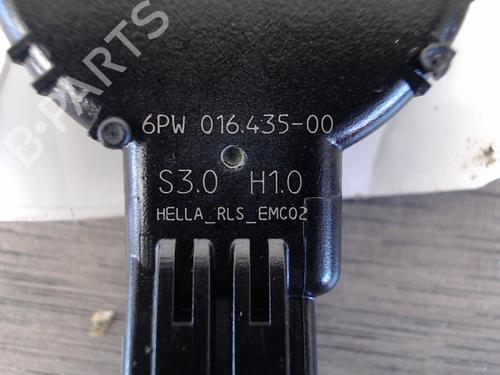 B-PARTS
6PW 016.435-00
S3.0 H1.0
HELLA_RLS_EMC02